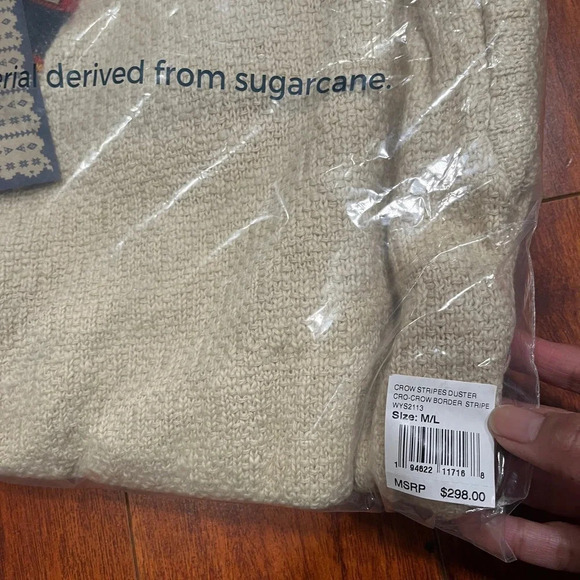 derived from sugarcane.
CROW STRIPES DUSTER
CRO-CROW BORDER STRIPE
WYS2113
Size: M/L
1 94622 11716 8
MSRP $298.00